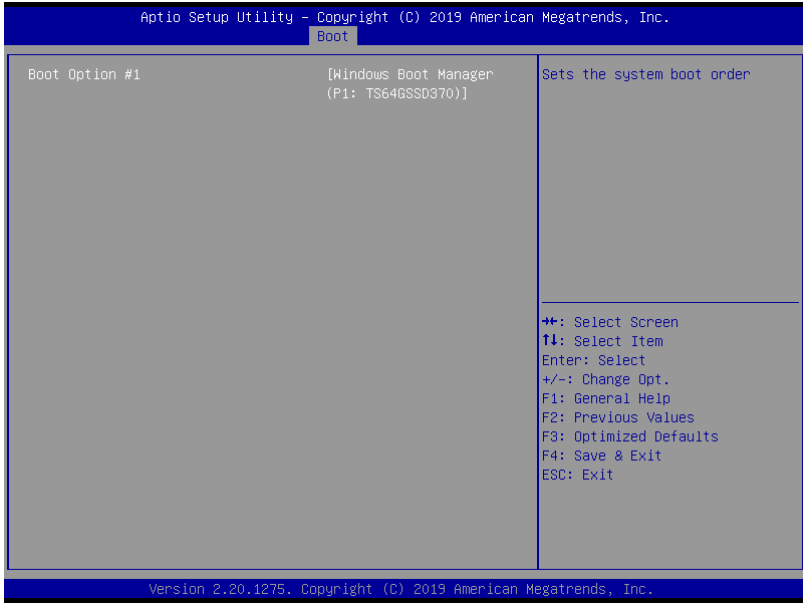 Aptio Setup Utility – Copyright (C) 2019 American Megatrends, Inc.
Boot
Boot Option #1 [Windows Boot Manager
(P1: TS64GSSD370)]
Sets the system boot order
→←: Select Screen
↑↓: Select Item
Enter: Select
+/-: Change Opt.
F1: General Help
F2: Previous Values
F3: Optimized Defaults
F4: Save & Exit
ESC: Exit
Version 2.20.1275. Copyright (C) 2019 American Megatrends, Inc.